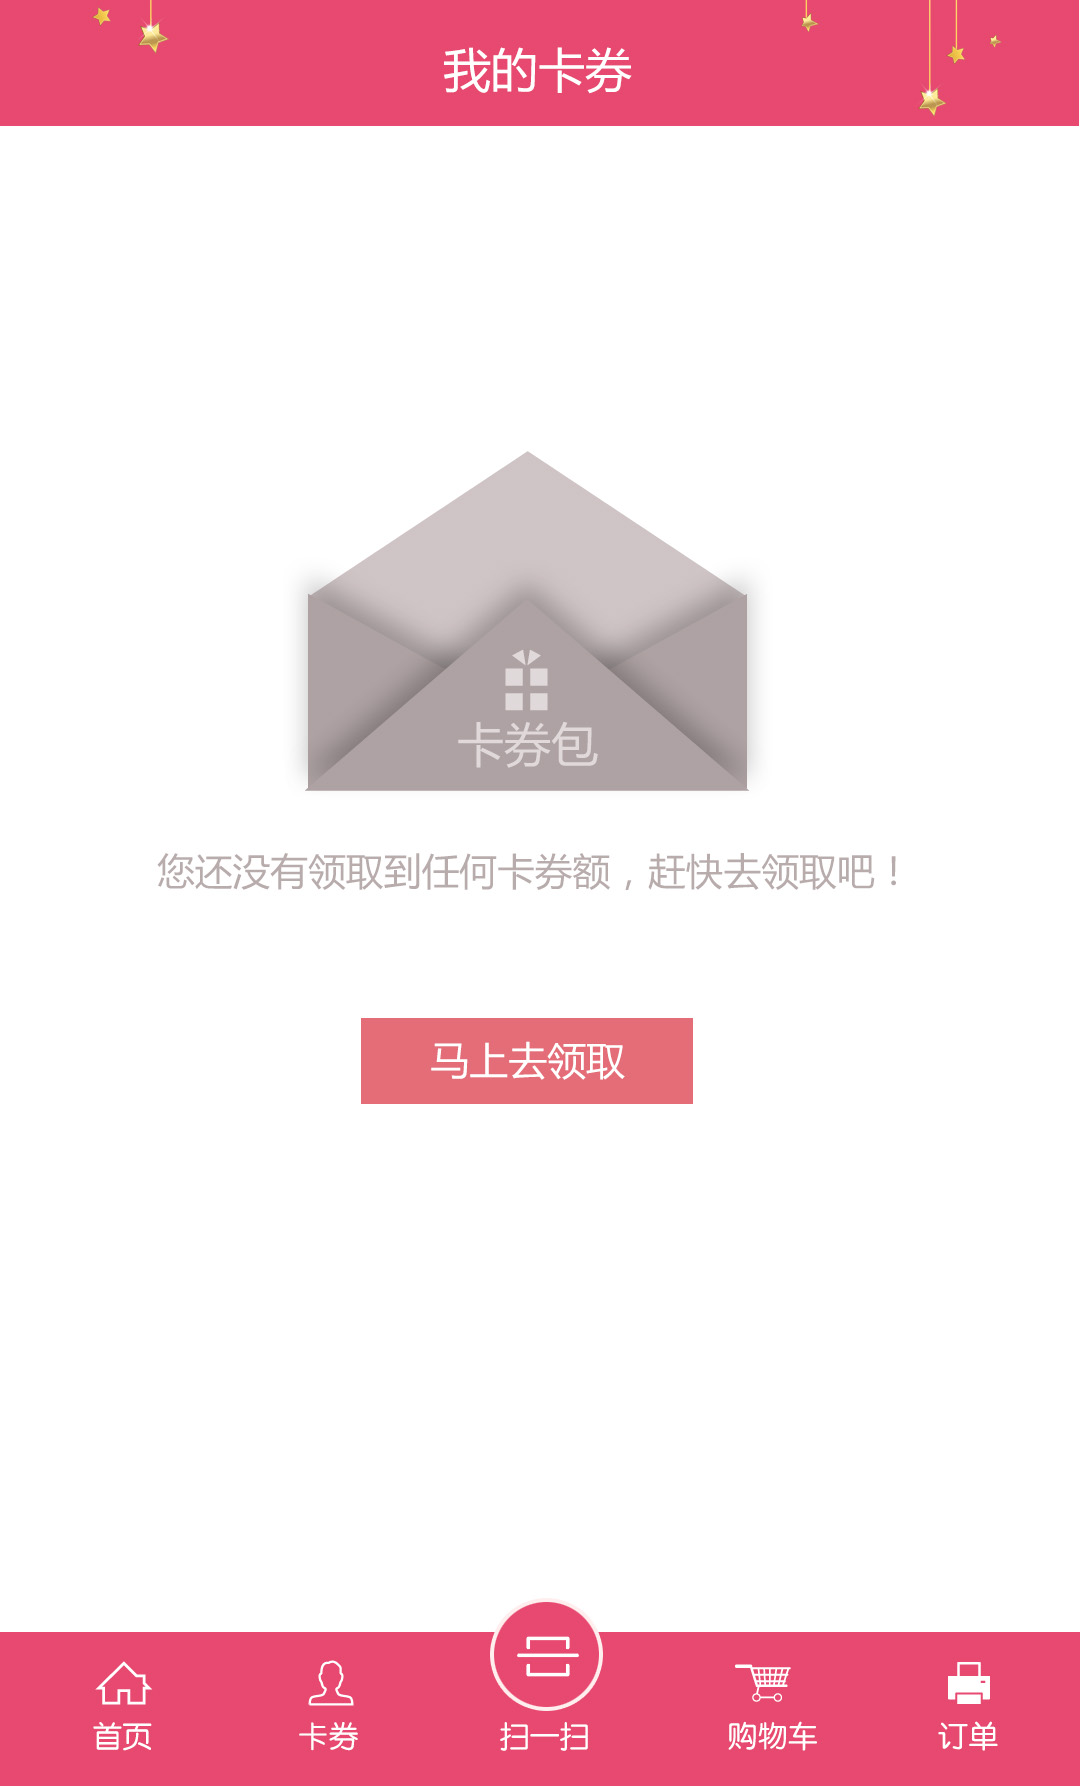 我的卡券
卡券包
您还没有领取到任何卡券额，赶快去领取吧！
马上去领取
首页 卡券 扫一扫 购物车 订单